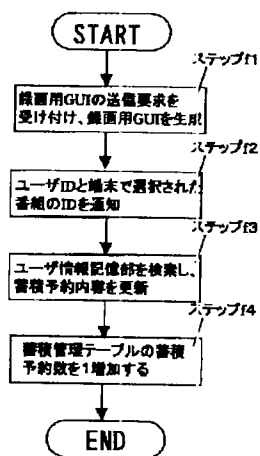 START
ステップf1
録画用GUIの送信要求を
受け付け、録画用GUIを生成
ステップf2
ユーザIDと端末で選択された
番組のIDを通知
ステップf3
ユーザ情報記憶部を検索し、
蓄積予約内容を更新
ステップf4
蓄積管理テーブルの蓄積
予約数を1増加する
END